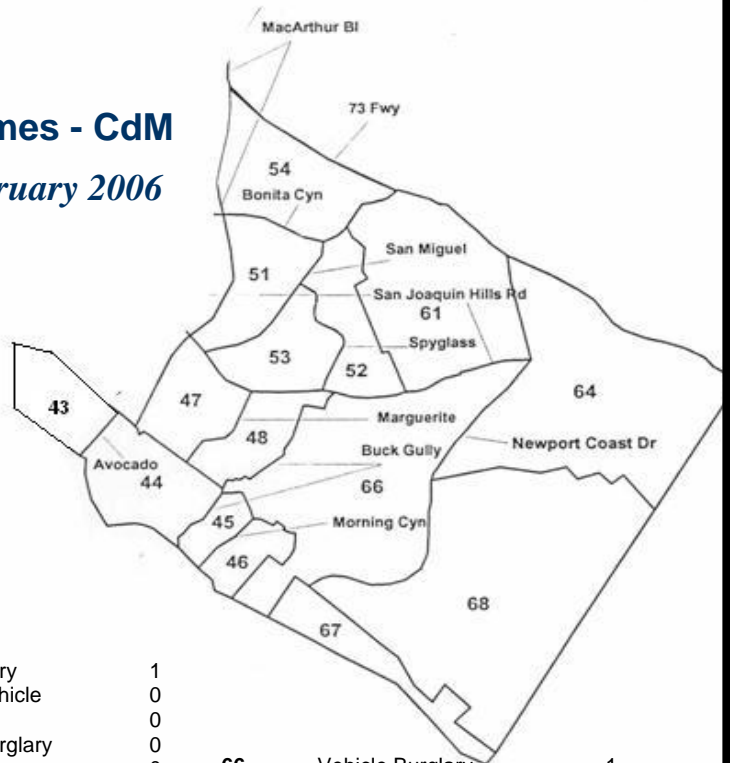 MacArthur Bl
mes - CdM
73 Fwy
ruary 2006
54
Bonita Cyn
San Miguel
51
San Joaquin Hills Rd
61
Spyglass
53
52
64
43
47
Marguerite
48
Newport Coast Dr
Buck Gully
Avocado
44
66
45
Morning Cyn
46
68
67
ry 1
hicle 0
0
rglary 0
66 Vehicle Burglary 1